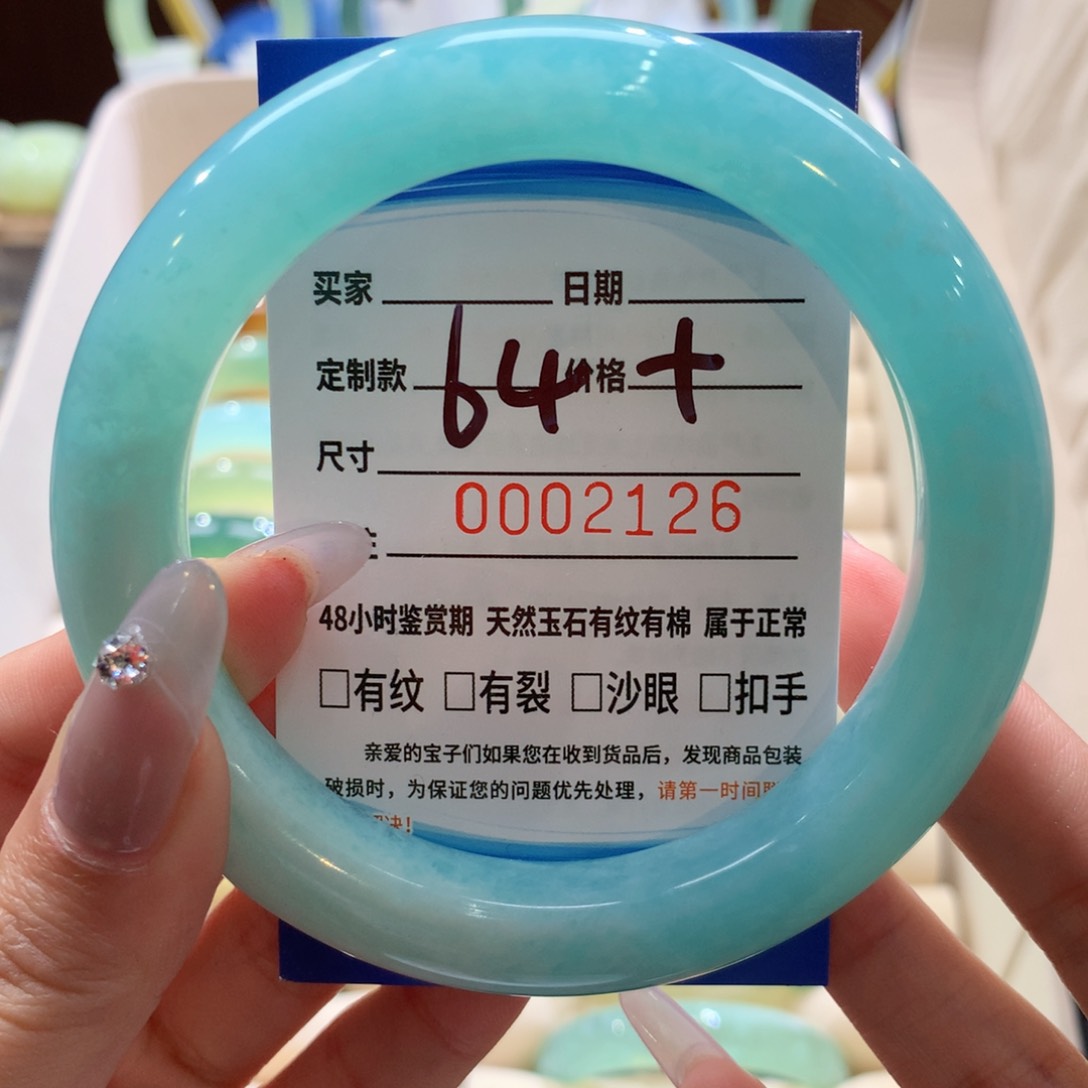 买家 日期
定制款 价格
64+
尺寸
0002126
48小时鉴赏期 天然玉石有纹有棉 属于正常
□有纹 □有裂 □沙眼 □扣手
亲爱的宝子们如果您在收到货品后，发现商品包装
破损时，为保证您的问题优先处理，请第一时间
决！